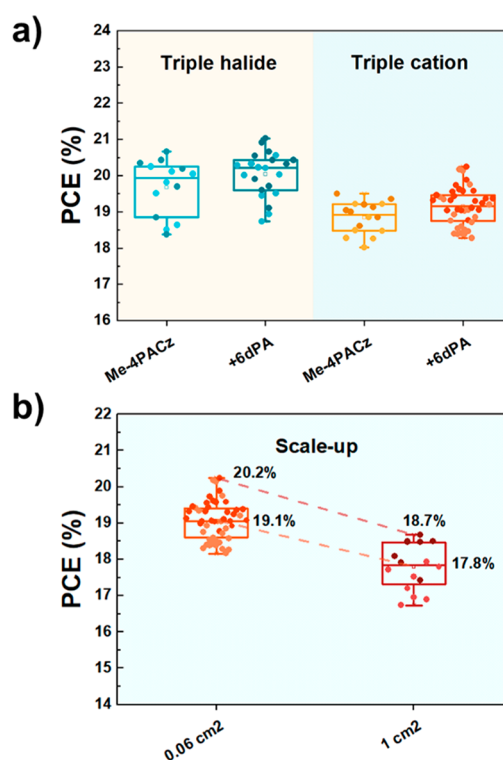 a)
24
23
22
21
20
19
18
17
16
PCE (%)
Triple halide
Triple cation
Me-4PACz
+6dPA
Me-4PACz
+6dPA
b)
22
21
20
19
18
17
16
15
14
PCE (%)
Scale-up
20.2%
19.1%
18.7%
17.8%
0.06 cm2
1 cm2